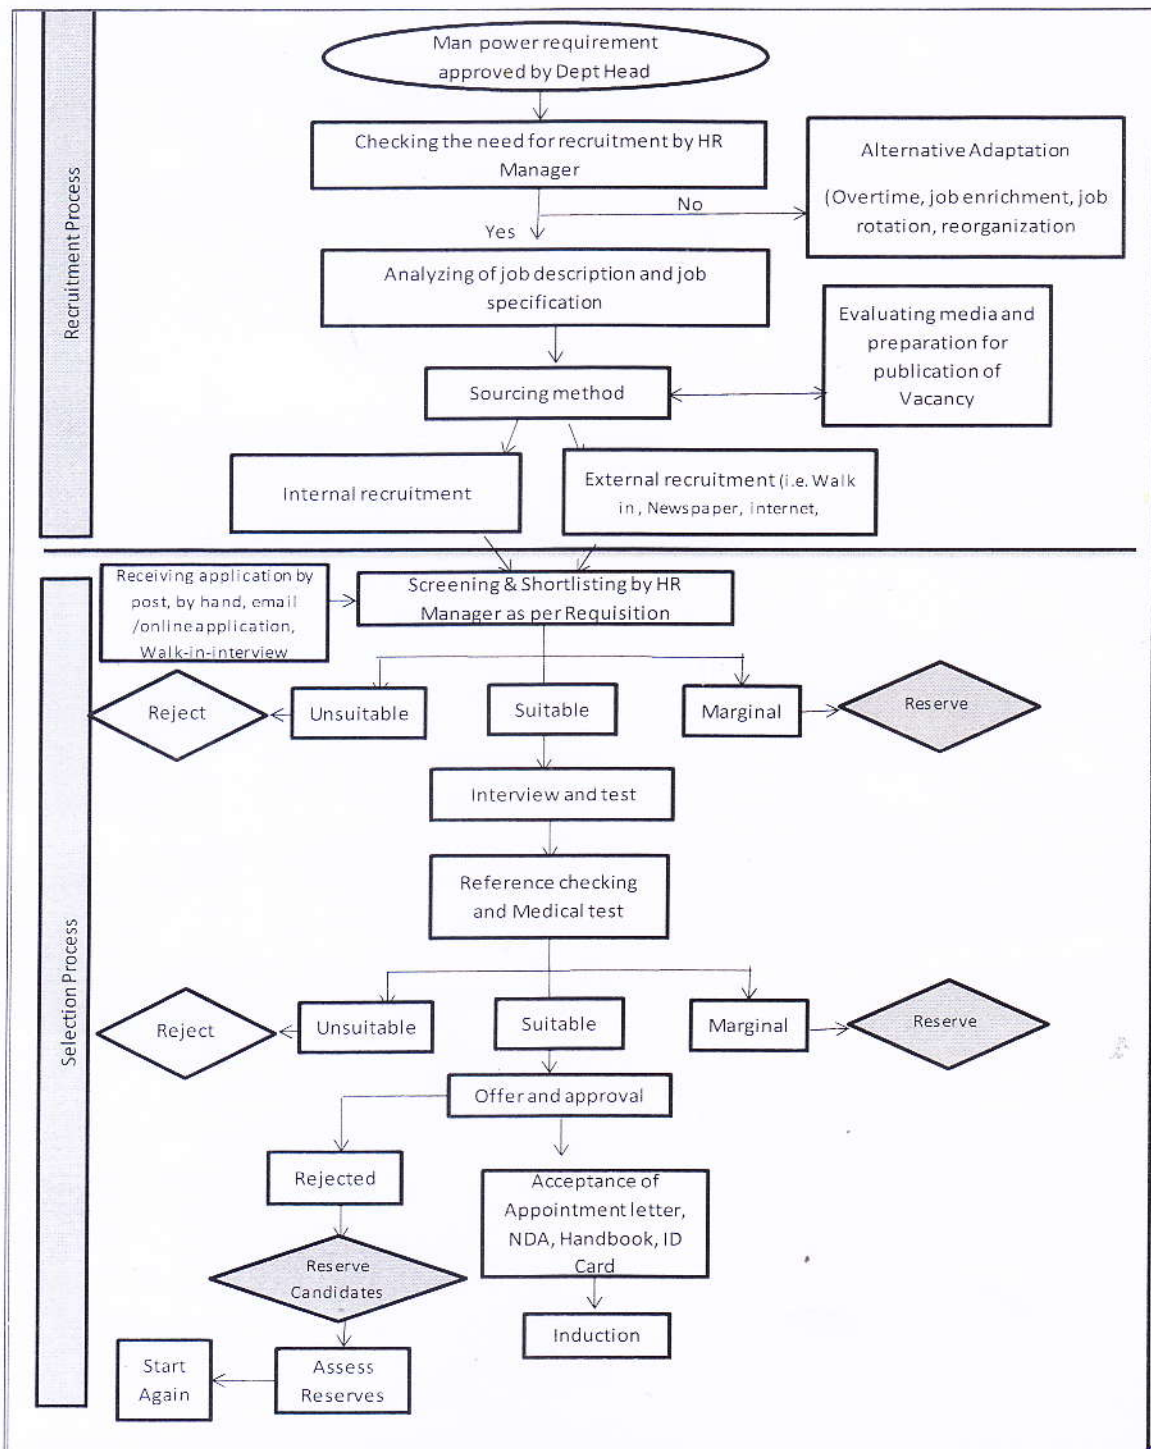 Man power requirement
approved by Dept Head
Recruitment Process
Checking the need for recruitment by HR
Manager
Alternative Adaptation
(Overtime, job enrichment, job
rotation, reorganization
No
Yes
Analyzing of job description and job
specification
Evaluating media and
preparation for
publication of
Vacancy
Sourcing method
Internal recruitment
External recruitment (i.e. Walk
in , Newspaper, internet,
Selection Process
Receiving application by
post, by hand, email
/online application,
Walk-in-interview
Screening & Shortlisting by HR
Manager as per Requisition
Reject
Unsuitable
Suitable
Marginal
Reserve
Interview and test
Reference checking
and Medical test
Reject
Unsuitable
Suitable
Marginal
Reserve
Offer and approval
Rejected
Acceptance of
Appointment letter,
NDA, Handbook, ID
Card
Reserve
Candidates
Induction
Start
Again
Assess
Reserves